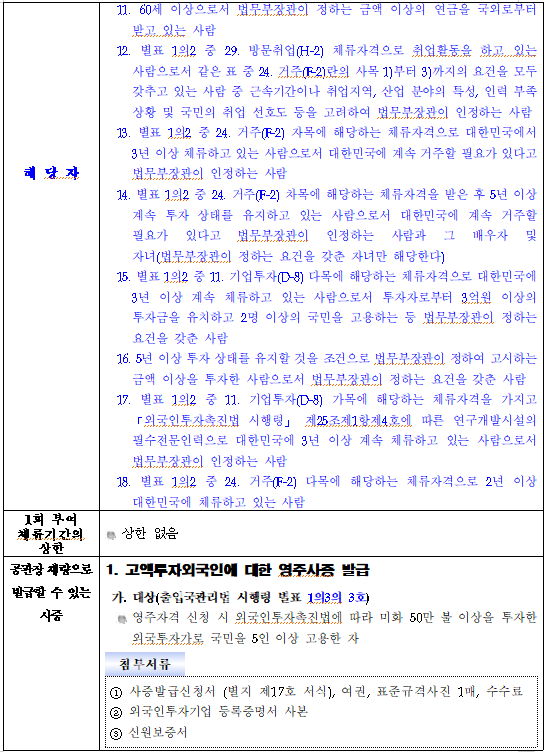 11. 60세 이상으로서 법무부장관이 정하는 금액 이상의 연금을 국외로부터
받고 있는 사람
12. 별표 1의2 중 29. 방문취업(H-2) 체류자격으로 취업활동을 하고 있는
사람으로서 같은 표 중 24. 거주(F-2)란의 사목 1)부터 3)까지의 요건을 모두
갖추고 있는 사람 중 근속기간이나 취업지역, 산업 분야의 특성, 인력 부족
상황 및 국민의 취업 선호도 등을 고려하여 법무부장관이 인정하는 사람
13. 별표 1의2 중 24. 거주(F-2) 자목에 해당하는 체류자격으로 대한민국에서
3년 이상 체류하고 있는 사람으로서 대한민국에 계속 거주할 필요가 있다고
법무부장관이 인정하는 사람
해 당 자
14. 별표 1의2 중 24. 거주(F-2) 차목에 해당하는 체류자격을 받은 후 5년 이상
계속 투자 상태를 유지하고 있는 사람으로서 대한민국에 계속 거주할
필요가 있다고 법무부장관이 인정하는 사람과 그 배우자 및
자녀(법무부장관이 정하는 요건을 갖춘 자녀만 해당한다)
15. 별표 1의2 중 11. 기업투자(D-8) 다목에 해당하는 체류자격으로 대한민국에
3년 이상 계속 체류하고 있는 사람으로서 투자자로부터 3억원 이상의
투자금을 유치하고 2명 이상의 국민을 고용하는 등 법무부장관이 정하는
요건을 갖춘 사람
16. 5년 이상 투자 상태를 유지할 것을 조건으로 법무부장관이 정하여 고시하는
금액 이상을 투자한 사람으로서 법무부장관이 정하는 요건을 갖춘 사람
17. 별표 1의2 중 11. 기업투자(D-8) 가목에 해당하는 체류자격을 가지고
「외국인투자촉진법 시행령」 제25조제1항제4호에 따른 연구개발시설의
필수전문인력으로 대한민국에 3년 이상 계속 체류하고 있는 사람으로서
법무부장관이 인정하는 사람
18. 별표 1의2 중 24. 거주(F-2) 다목에 해당하는 체류자격으로 2년 이상
대한민국에 체류하고 있는 사람
1회 부여
체류기간의
상한
상한 없음
공관장 재량으로
발급할 수 있는
사증
1. 고액투자외국인에 대한 영주사증 발급
가. 대상(출입국관리법 시행령 별표 1의3의 3호)
영주자격 신청 시 외국인투자촉진법에 따라 미화 50만 불 이상을 투자한
외국투자가로 국민을 5인 이상 고용한 자
첨부서류
① 사증발급신청서 (별지 제17호 서식), 여권, 표준규격사진 1매, 수수료
② 외국인투자기업 등록증명서 사본
③ 신원보증서